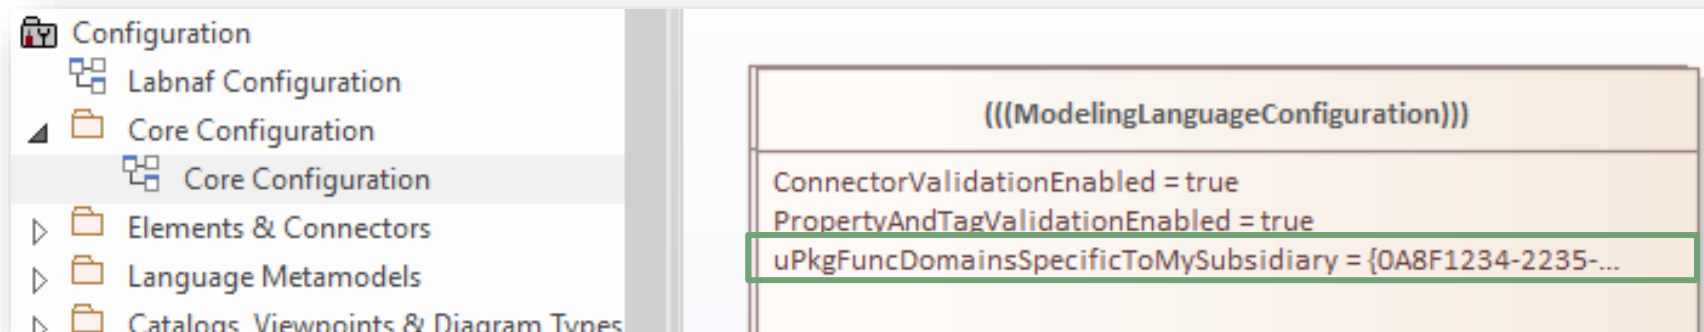 Configuration
Labnaf Configuration
Core Configuration
Core Configuration
Elements & Connectors
Language Metamodels
Catalogs, Viewpoints & Diagram Types
(((ModelingLanguageConfiguration)))
ConnectorValidationEnabled = true
PropertyAndTagValidationEnabled = true
uPkgFuncDomainsSpecificToMySubsidiary = {0A8F1234-2235-...